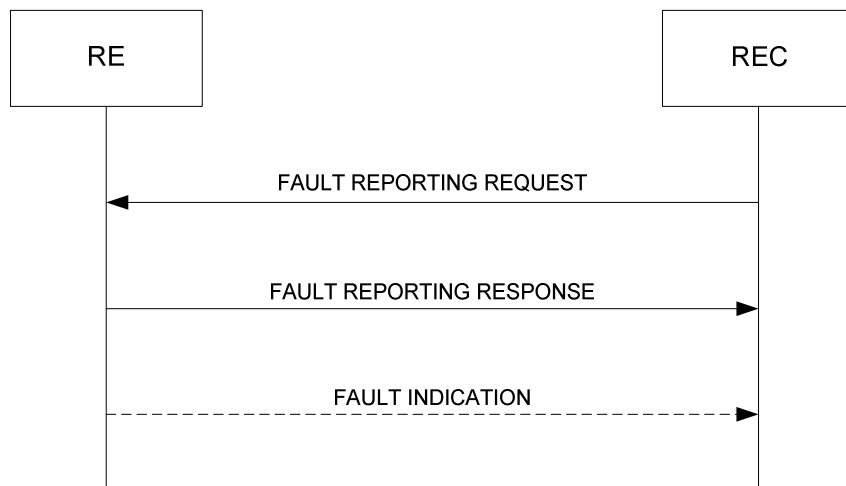 RE
REC
FAULT REPORTING REQUEST
FAULT REPORTING RESPONSE
FAULT INDICATION